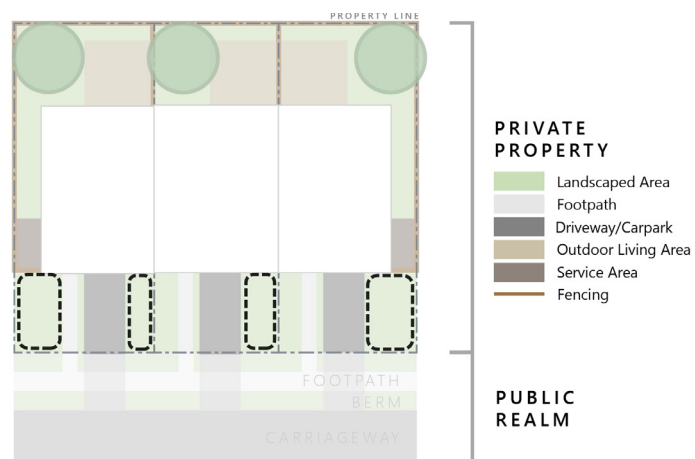 PROPERTY LINE
PRIVATE
PROPERTY
Landscaped Area
Footpath
Driveway/Carpark
Outdoor Living Area
Service Area
Fencing
FOOTPATH
BERM
CARRIAGEWAY
PUBLIC
REALM